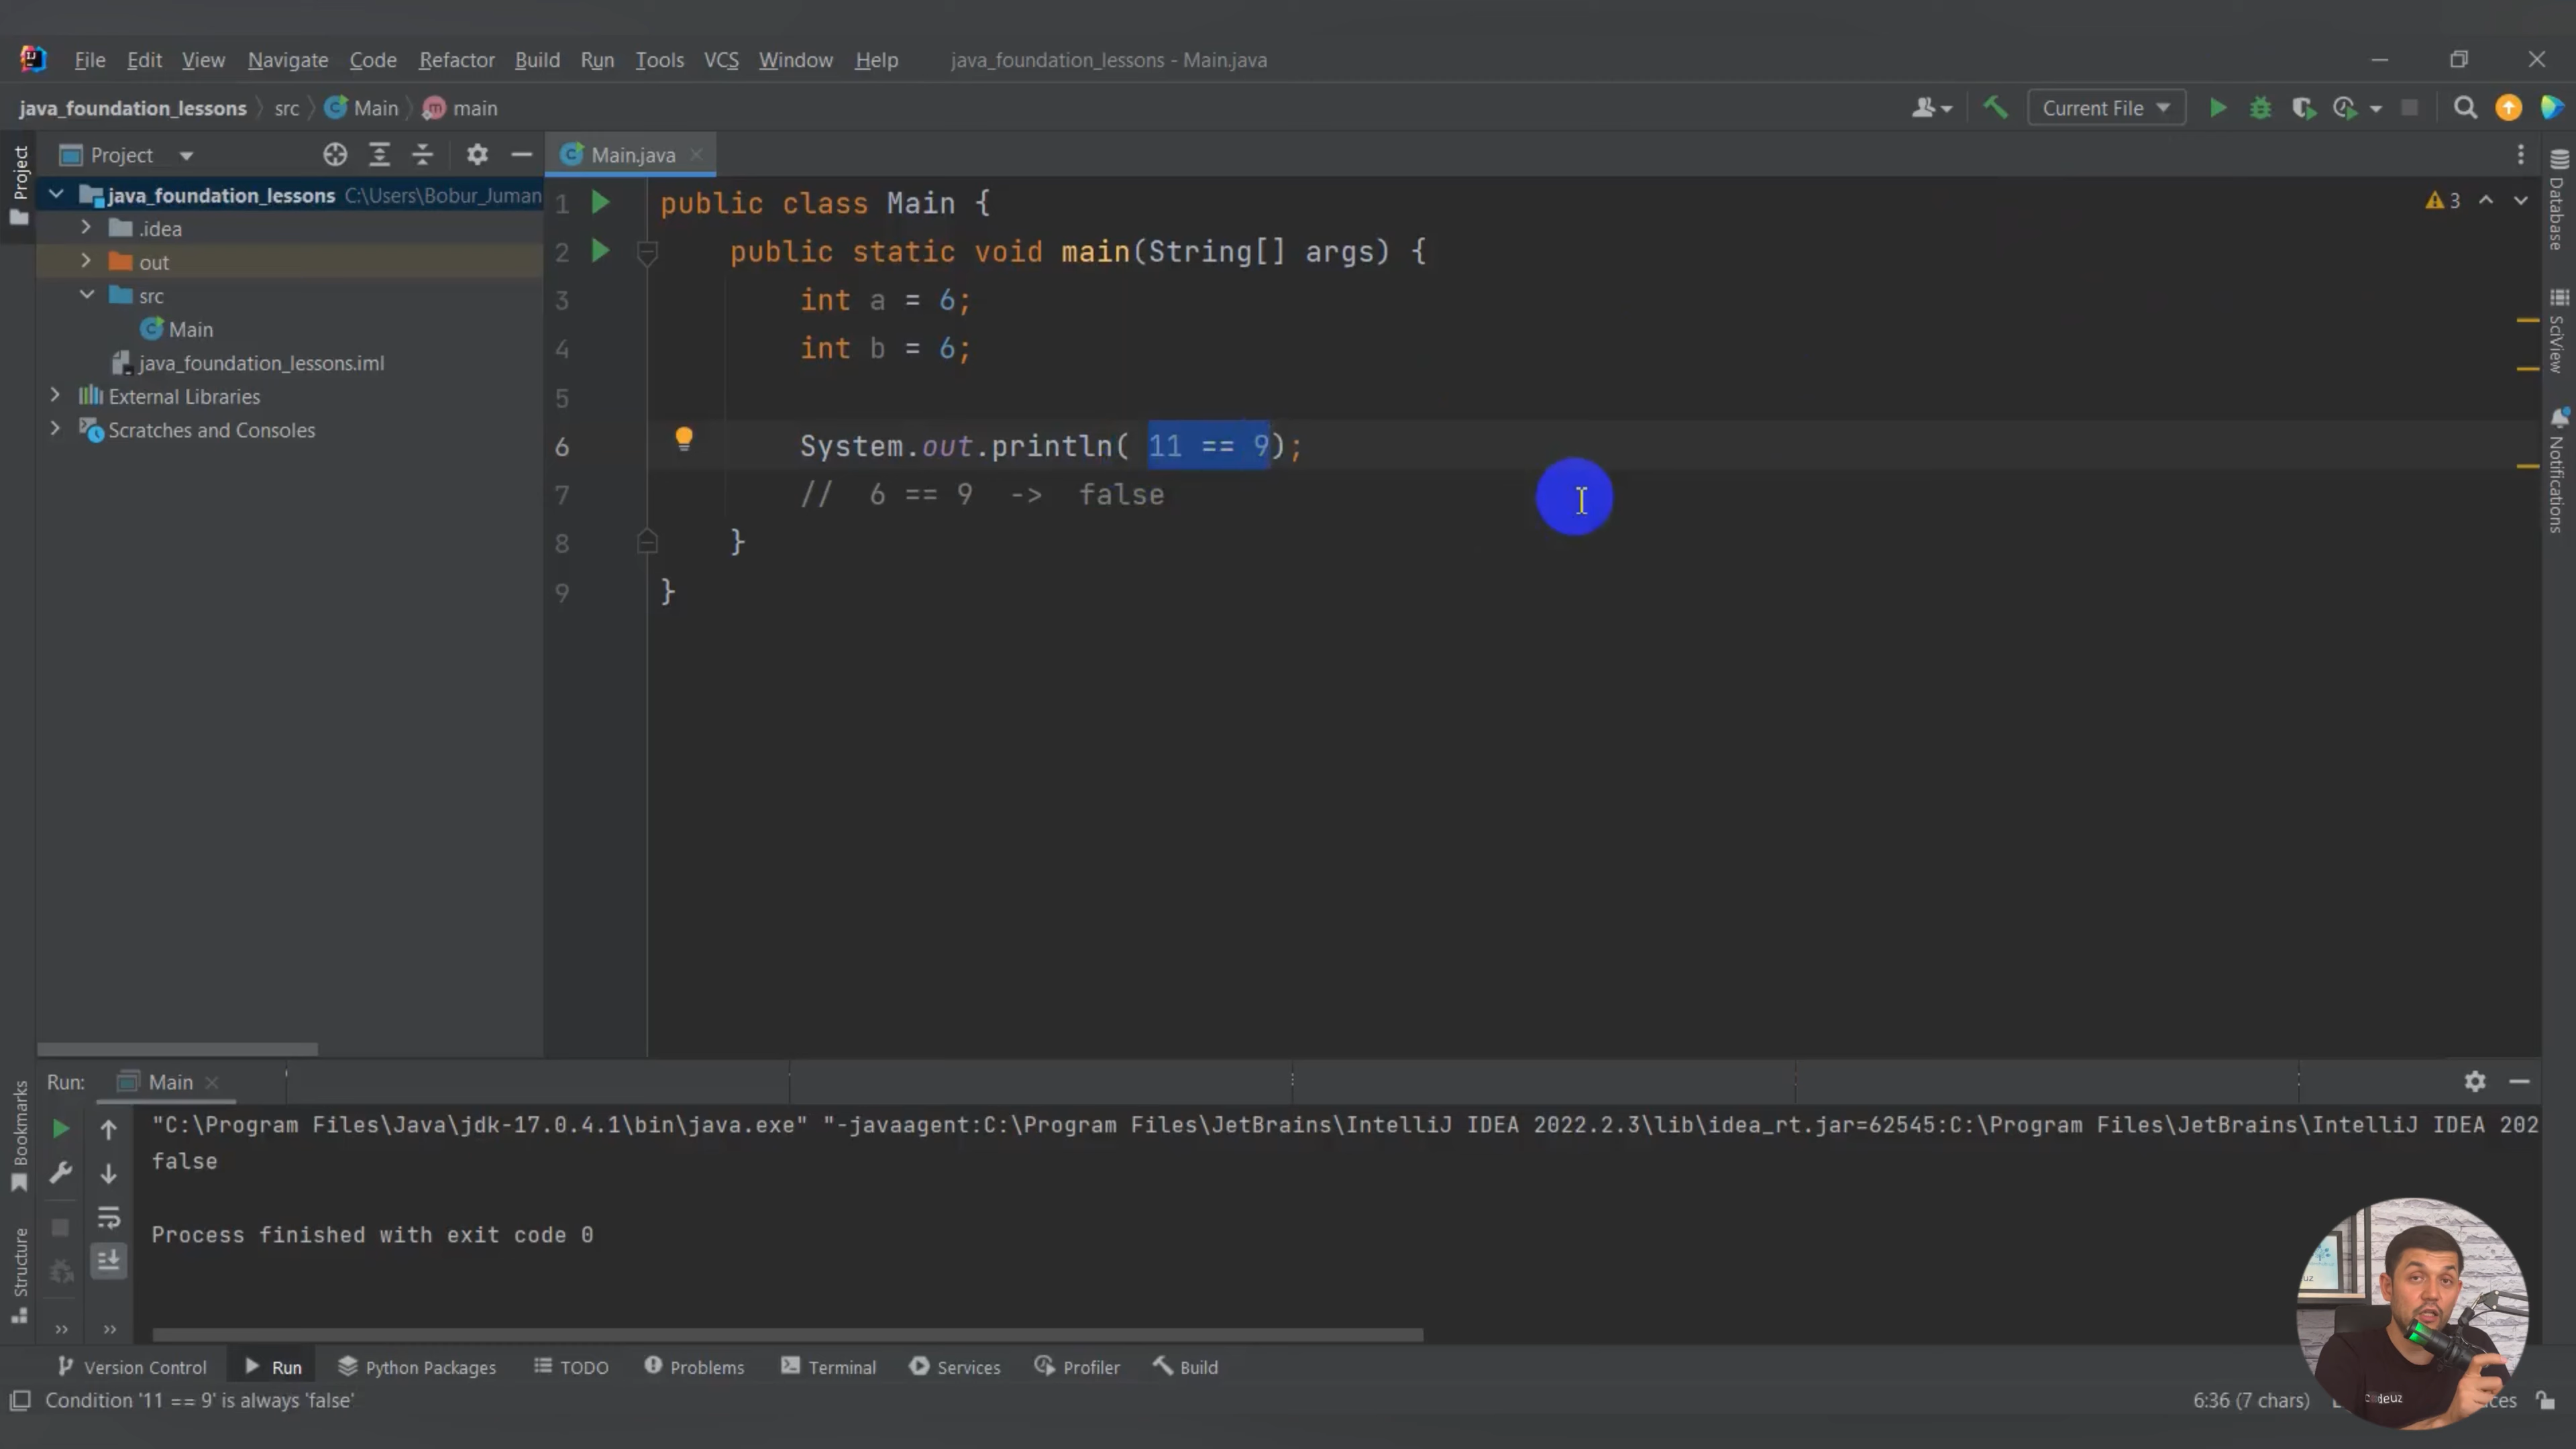 File Edit View Navigate Code Refactor Build Run Tools VCS Window Help java_foundation_lessons - Main.java
java_foundation_lessons src Main main
Current File
Project
Project
Main.java
java_foundation_lessons C:\Users\Bobur_Juman
.idea
out
src
Main
java_foundation_lessons.iml
External Libraries
Scratches and Consoles
1 public class Main {
2 public static void main(String[] args) {
3 int a = 6;
4 int b = 6;
5
6 System.out.println( 11 == 9);
7 // 6 == 9 -> false
8 }
9 }
3
Database
SciView
Notifications
Run: Main
"C:\Program Files\Java\jdk-17.0.4.1\bin\java.exe" "-javaagent:C:\Program Files\JetBrains\IntelliJ IDEA 2022.2.3\lib\idea_rt.jar=62545:C:\Program Files\JetBrains\IntelliJ IDEA 202
false
Process finished with exit code 0
Bookmarks
Structure
Version Control Run Python Packages TODO Problems Terminal Services Profiler Build
Condition '11 == 9' is always 'false'
6:36 (7 chars)